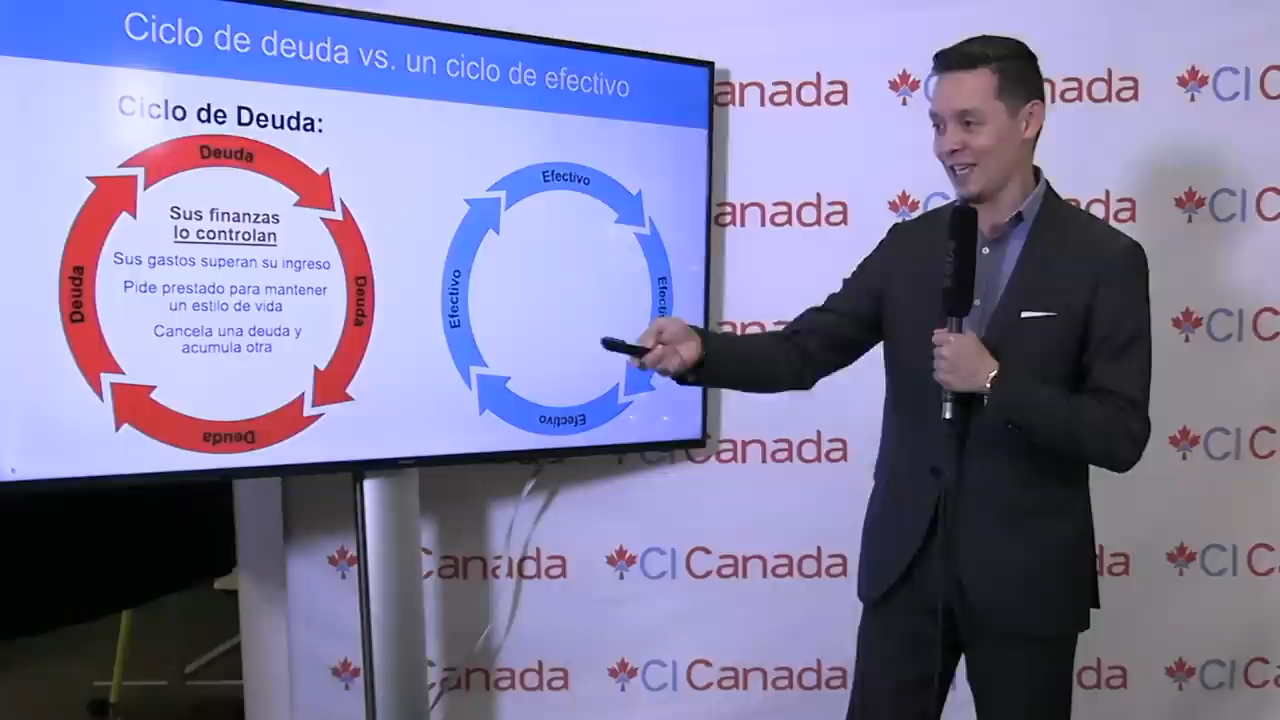 Ciclo de deuda vs. un ciclo de efectivo
Ciclo de Deuda:
Deuda
Deuda
Deuda
Deuda
Sus finanzas
lo controlan
Sus gastos superan su ingreso
Pide prestado para mantener
un estilo de vida
Cancela una deuda y
acumula otra
Efectivo
Efectivo
Efectivo
CI Canada
CI Canada
CI Canada
CI Canada